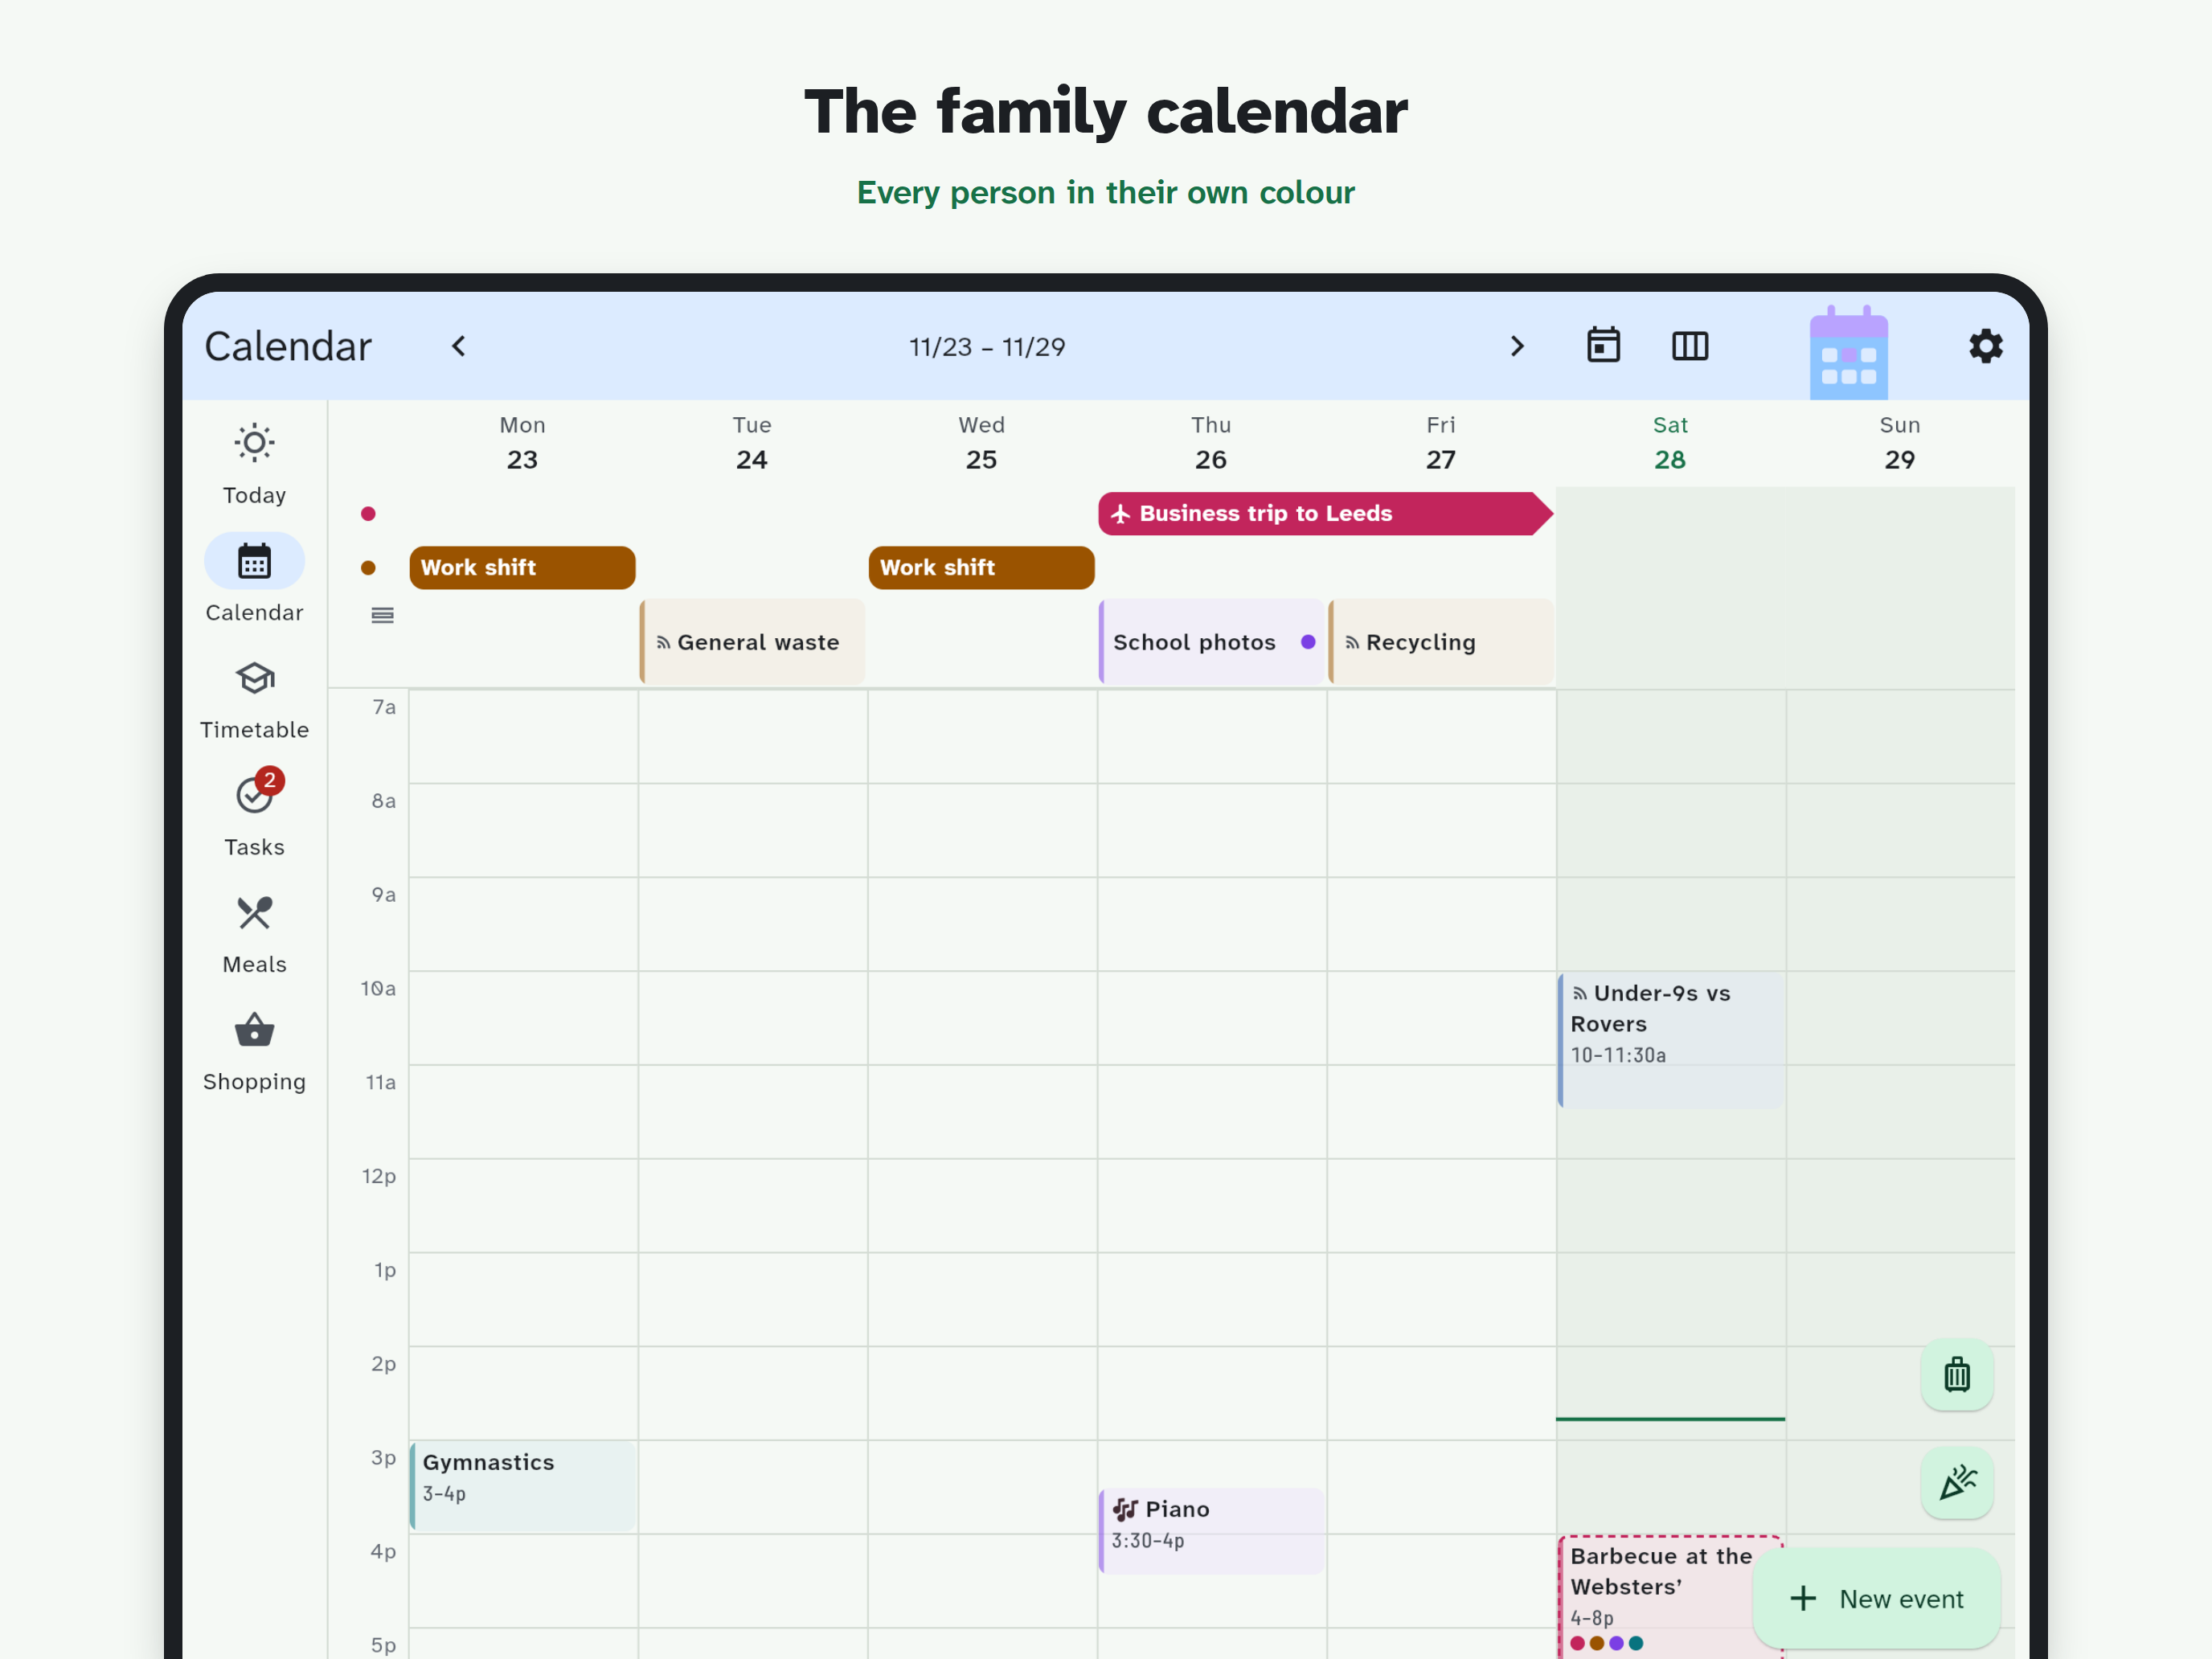 The family calendar
Every person in their own colour
Calendar
11/23 – 11/29
Mon Tue Wed Thu Fri Sat Sun
23 24 25 26 27 28 29
Today
Calendar
Timetable
2
Tasks
Meals
Shopping
Business trip to Leeds
Work shift
Work shift
General waste
School photos
Recycling
7a
8a
9a
10a
11a
12p
1p
2p
3p
4p
5p
Under-9s vs
Rovers
10–11:30a
Gymnastics
3–4p
Piano
3:30–4p
Barbecue at the
Websters’
4–8p
New event